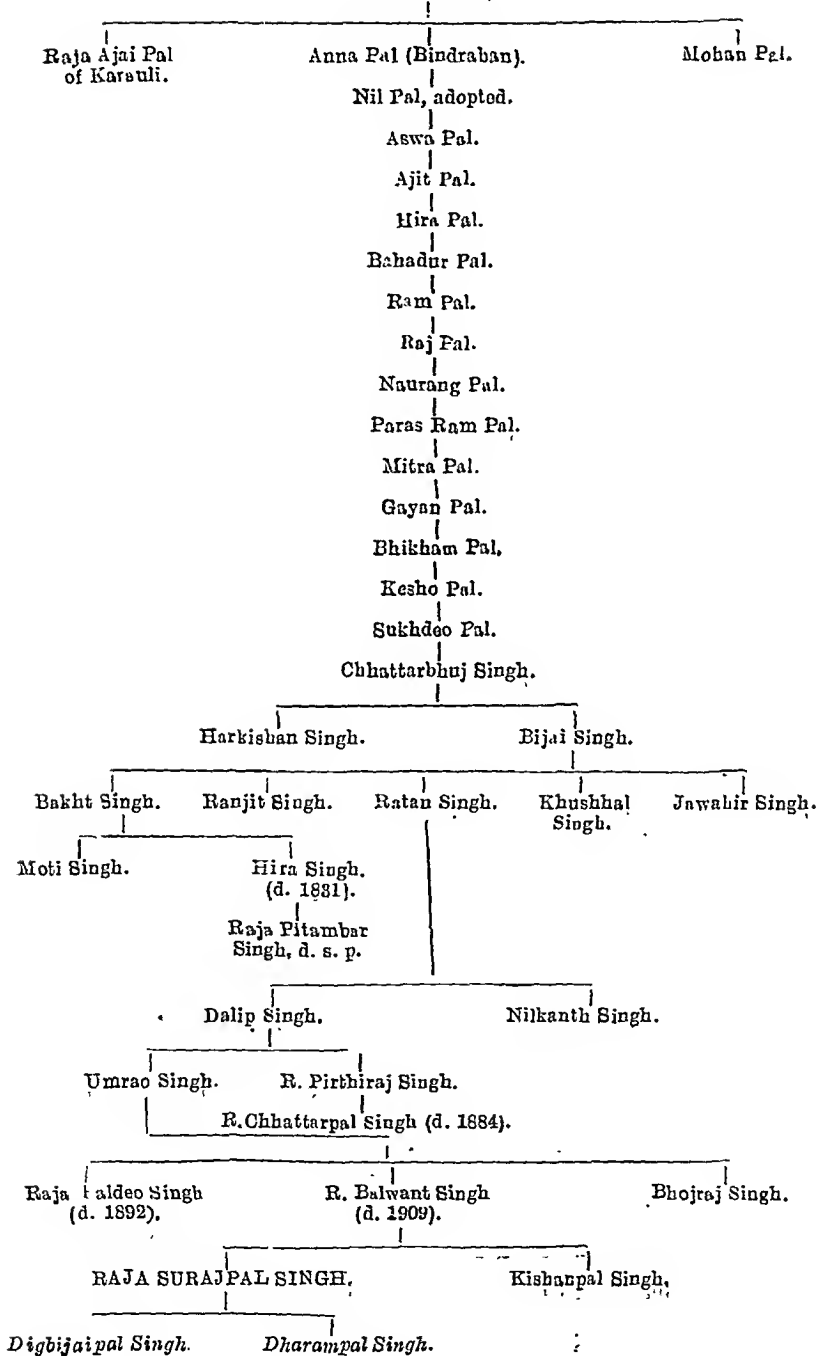 Raja Ajai Pal Anna Pal (Bindraban). Mohan Pal.
of Karauli.
Nil Pal, adopted.
Aswa Pal.
Ajit Pal.
Hira Pal.
Bahadur Pal.
Ram Pal.
Raj Pal.
Naurang Pal.
Paras Ram Pal.
Mitra Pal.
Gayan Pal.
Bhikham Pal.
Kesho Pal.
Sukhdeo Pal.
Chhattarbhuj Singh.
Harkishan Singh. Bijai Singh.
Bakht Singh. Ranjit Singh. Ratan Singh. Khushhal Jawahir Singh.
Singh.
Moti Singh. Hira Singh.
(d. 1831).
Raja Pitambar
Singh, d. s. p.
Dalip Singh. Nilkanth Singh.
Umrao Singh. R. Pirthiraj Singh.
R. Chhattarpal Singh (d. 1884).
Raja aldeo Singh R. Balwant Singh Bhojraj Singh.
(d. 1892). (d. 1909).
RAJA SURAJPAL SINGH. Kishanpal Singh.
Digbijaipal Singh. Dharampal Singh.